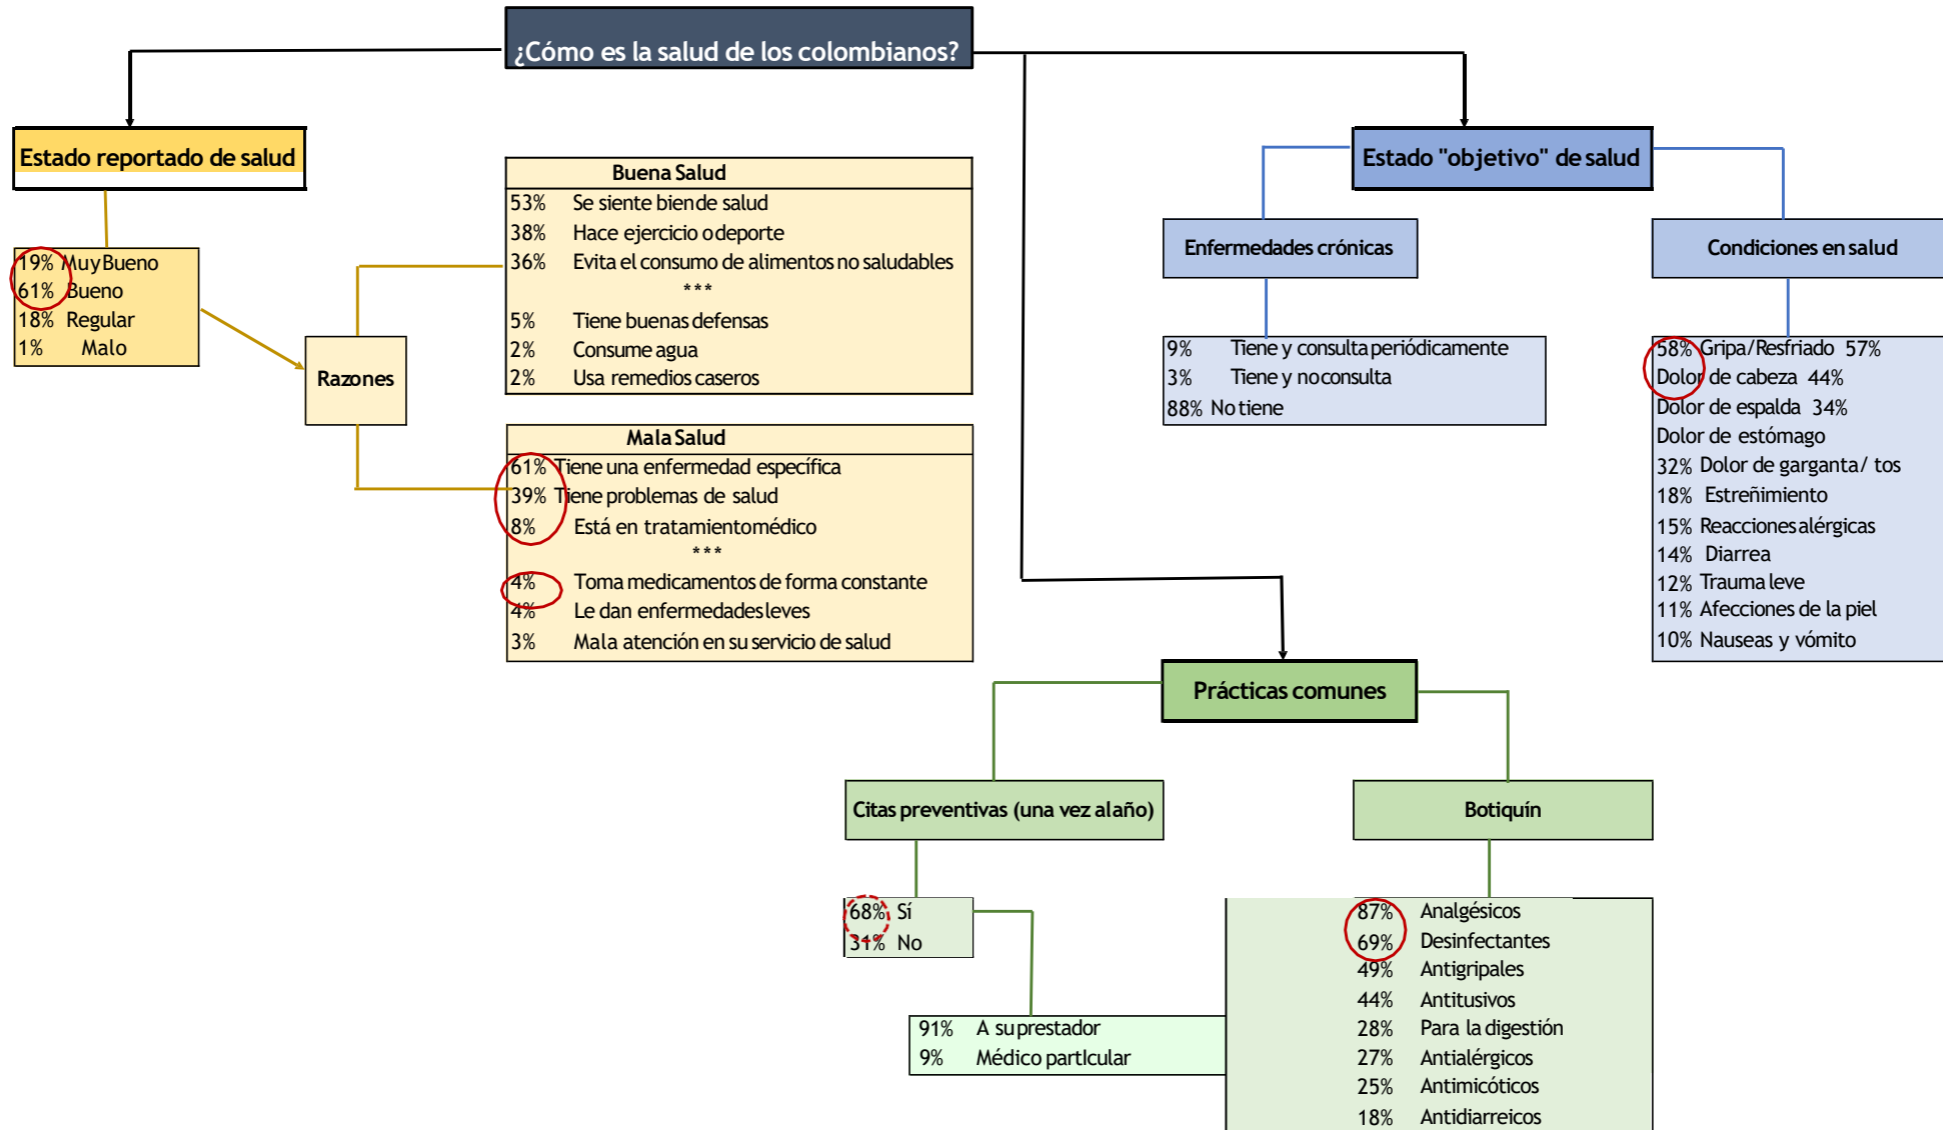 ¿Cómo es la salud de los colombianos?
Estado reportado de salud
19% Muy Bueno
61% Bueno
18% Regular
1% Malo
Razones
Buena Salud
53% Se siente bien de salud
38% Hace ejercicio o deporte
36% Evita el consumo de alimentos no saludables
***
5% Tiene buenas defensas
2% Consume agua
2% Usa remedios caseros
Mala Salud
61% Tiene una enfermedad específica
39% Tiene problemas de salud
8% Está en tratamiento médico
***
4% Toma medicamentos de forma constante
4% Le dan enfermedades leves
3% Mala atención en su servicio de salud
Estado "objetivo" de salud
Enfermedades crónicas
9% Tiene y consulta periódicamente
3% Tiene y no consulta
88% No tiene
Condiciones en salud
58% Gripa/Resfriado 57%
Dolor de cabeza 44%
Dolor de espalda 34%
Dolor de estómago
32% Dolor de garganta/ tos
18% Estreñimiento
15% Reacciones alérgicas
14% Diarrea
12% Trauma leve
11% Afecciones de la piel
10% Nauseas y vómito
Prácticas comunes
Citas preventivas (una vez al año)
68% Sí
31% No
91% A su prestador
9% Médico partIcular
Botiquín
87% Analgésicos
69% Desinfectantes
49% Antigripales
44% Antitusivos
28% Para la digestión
27% Antialérgicos
25% Antimicóticos
18% Antidiarreicos